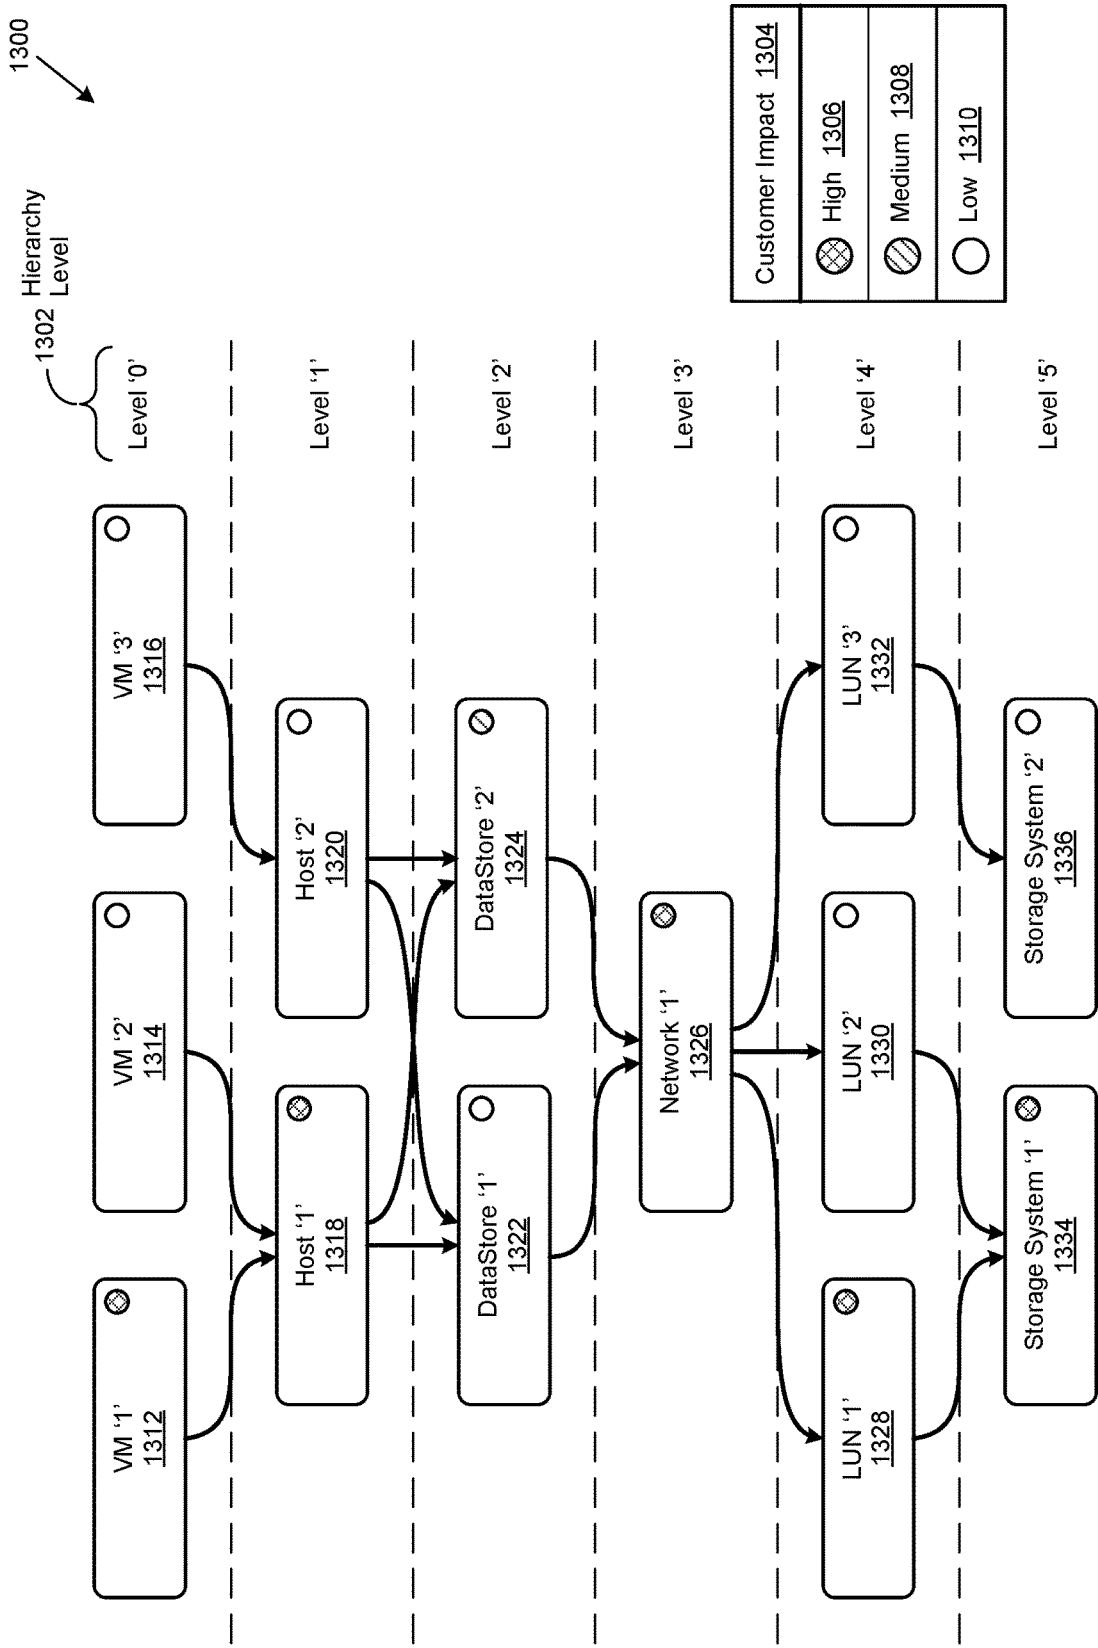 1300
1302
Hierarchy
Level
VM ‘1’
1312
VM ‘2’
1314
VM ‘3’
1316
Level ‘0’
Host ‘1’
1318
Host ‘2’
1320
Level ‘1’
DataStore ‘1’
1322
DataStore ‘2’
1324
Level ‘2’
Network ‘1’
1326
Level ‘3’
LUN ‘1’
1328
LUN ‘2’
1330
LUN ‘3’
1332
Level ‘4’
Storage System ‘1’
1334
Storage System ‘2’
1336
Level ‘5’
Customer Impact 1304
High 1306
Medium 1308
Low 1310